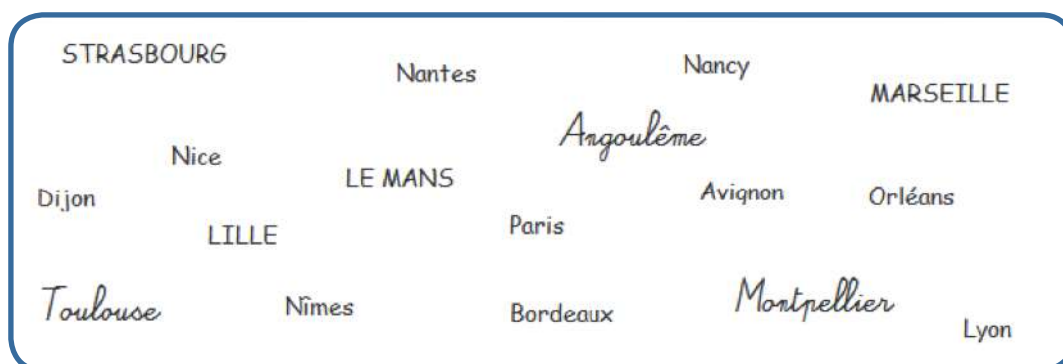 STRASBOURG
Nantes
Nancy
MARSEILLE
Angoulême
Nice
LE MANS
Dijon
Avignon
Orléans
LILLE
Paris
Toulouse
Nîmes
Bordeaux
Montpellier
Lyon